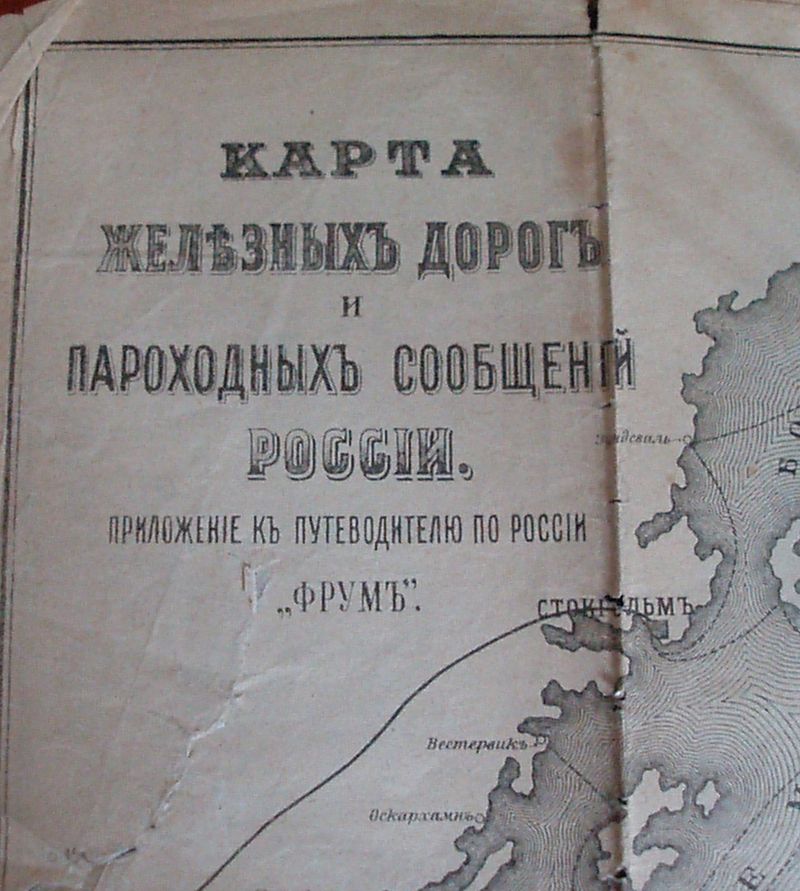 КАРТА
ЖЕЛѢЗНЫХЪ ДОРОГЪ
И
ПАРОХОДНЫХЪ СООБЩЕНІЙ
РОССІИ.
ПРИЛОЖЕНІЕ КЪ ПУТЕВОДИТЕЛЮ ПО РОССІИ
„ФРУМЪ“.
СТОКГОЛЬМЪ
Вестервикъ
Оскархамнъ